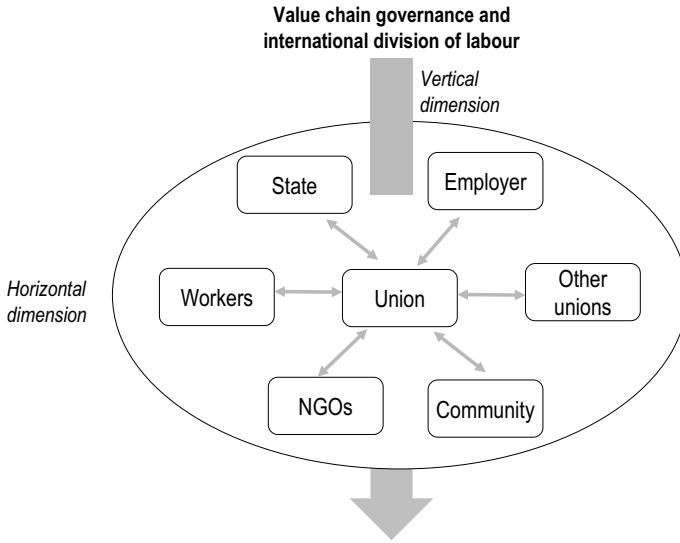 Value chain governance and
international division of labour
Vertical
dimension
State
Employer
Horizontal
dimension
Workers
Union
Other
unions
NGOs
Community